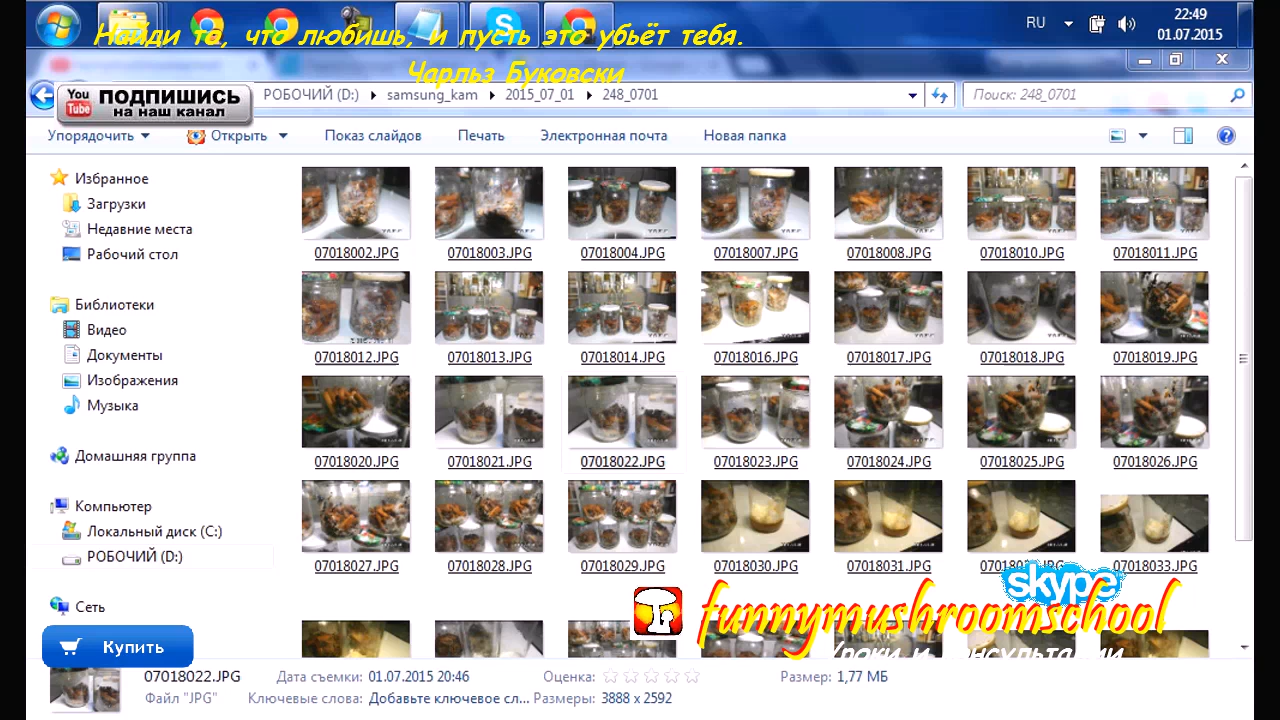 RU
22:49
01.07.2015
Найди то, что любишь, и пусть это убьёт тебя.
Чарльз Буковски
You Tube
ПОДПИШИСЬ
на наш канал
РОБОЧИЙ (D:) samsung_kam 2015_07_01 248_0701
Поиск: 248_0701
Упорядочить Открыть Показ слайдов Печать Электронная почта Новая папка
Избранное
Загрузки
Недавние места
Рабочий стол
Библиотеки
Видео
Документы
Изображения
Музыка
Домашняя группа
Компьютер
Локальный диск (C:)
РОБОЧИЙ (D:)
Сеть
Купить
07018002.JPG 07018003.JPG 07018004.JPG 07018007.JPG 07018008.JPG 07018010.JPG 07018011.JPG
07018012.JPG 07018013.JPG 07018014.JPG 07018016.JPG 07018017.JPG 07018018.JPG 07018019.JPG
07018020.JPG 07018021.JPG 07018022.JPG 07018023.JPG 07018024.JPG 07018025.JPG 07018026.JPG
07018027.JPG 07018028.JPG 07018029.JPG 07018030.JPG 07018031.JPG 07018033.JPG
skype
funnymushroomschool
Уроки и консультации
07018022.JPG Дата съемки: 01.07.2015 20:46 Оценка: Размер: 1,77 МБ
Файл "JPG" Ключевые слова: Добавьте ключевое сл... Размеры: 3888 x 2592